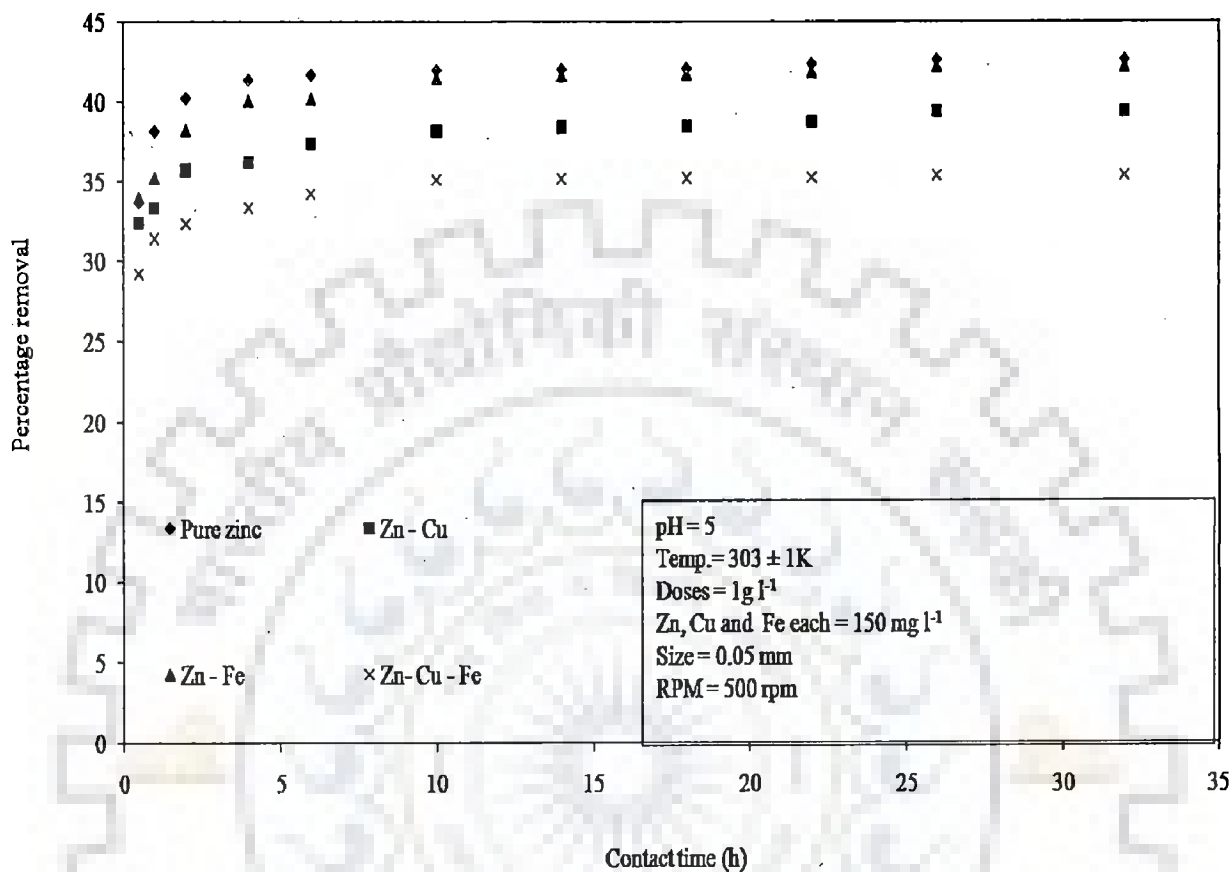 45
40
35
30
25
20
15
10
5
0
Percentage removal
Pure zinc
Zn - Cu
Zn - Fe
Zn- Cu - Fe
pH = 5
Temp.= 303 ± 1K
Doses = 1g l⁻¹
Zn, Cu and Fe each = 150 mg l⁻¹
Size = 0.05 mm
RPM = 500 rpm
0 5 10 15 20 25 30 35
Contact time (h)